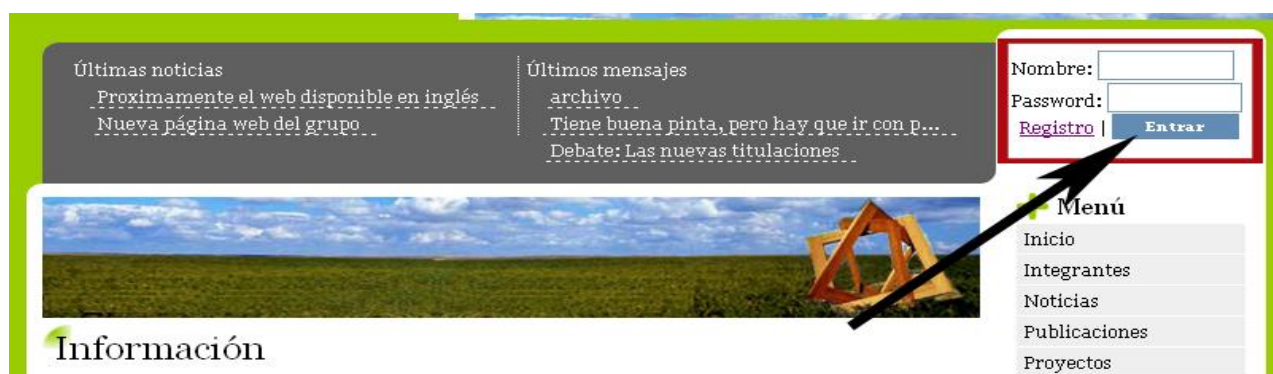 Últimas noticias
Proximamente el web disponible en inglés
Nueva página web del grupo
Últimos mensajes
archivo
Tiene buena pinta, pero hay que ir con p...
Debate: Las nuevas titulaciones
Nombre:
Password:
Registro | Entrar
Menú
Inicio
Integrantes
Noticias
Publicaciones
Proyectos
Información